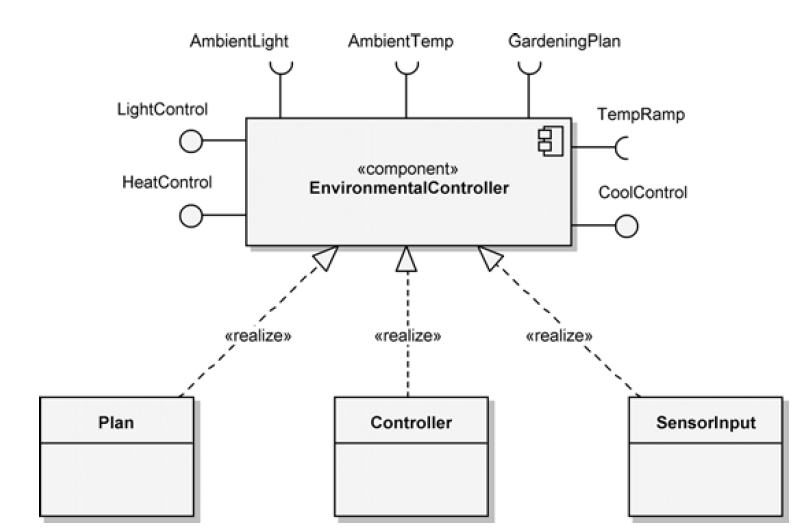 AmbientLight
AmbientTemp
GardeningPlan
LightControl
TempRamp
HeatControl
«component»
EnvironmentalController
CoolControl
«realize»
«realize»
«realize»
Plan
Controller
SensorInput